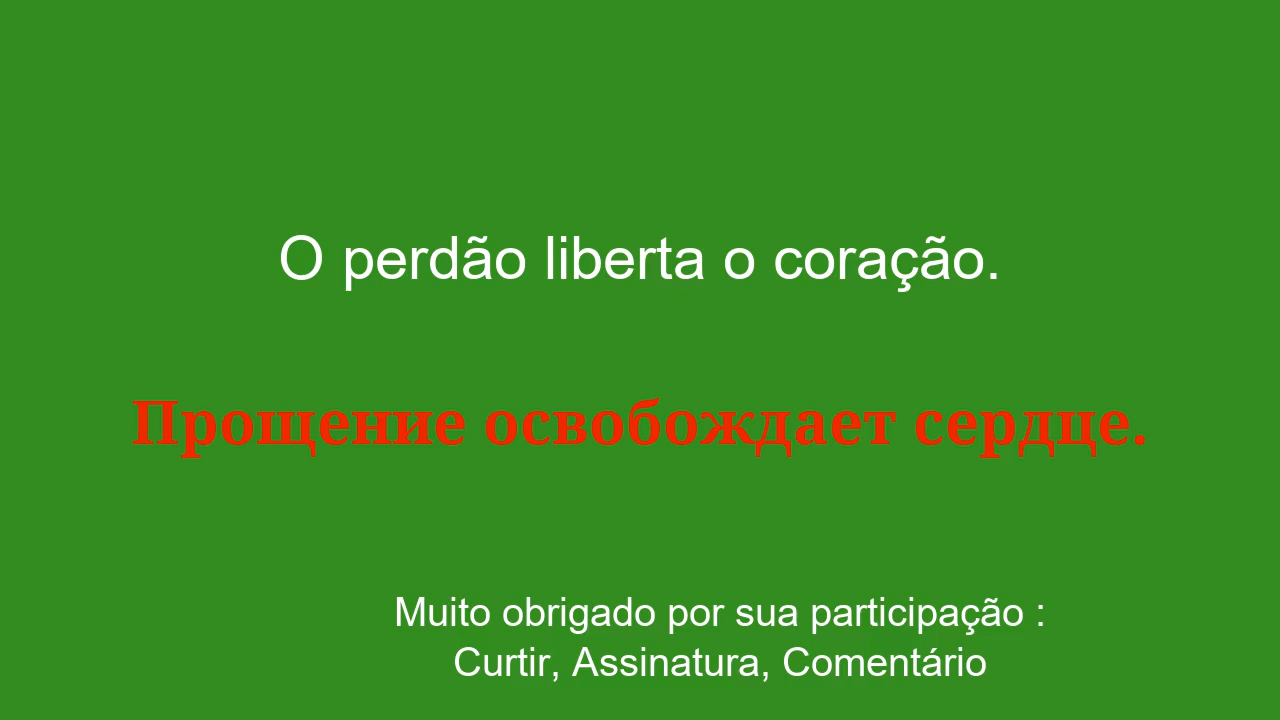 O perdão liberta o coração.
Прощение освобождает сердце.
Muito obrigado por sua participação :
Curtir, Assinatura, Comentário